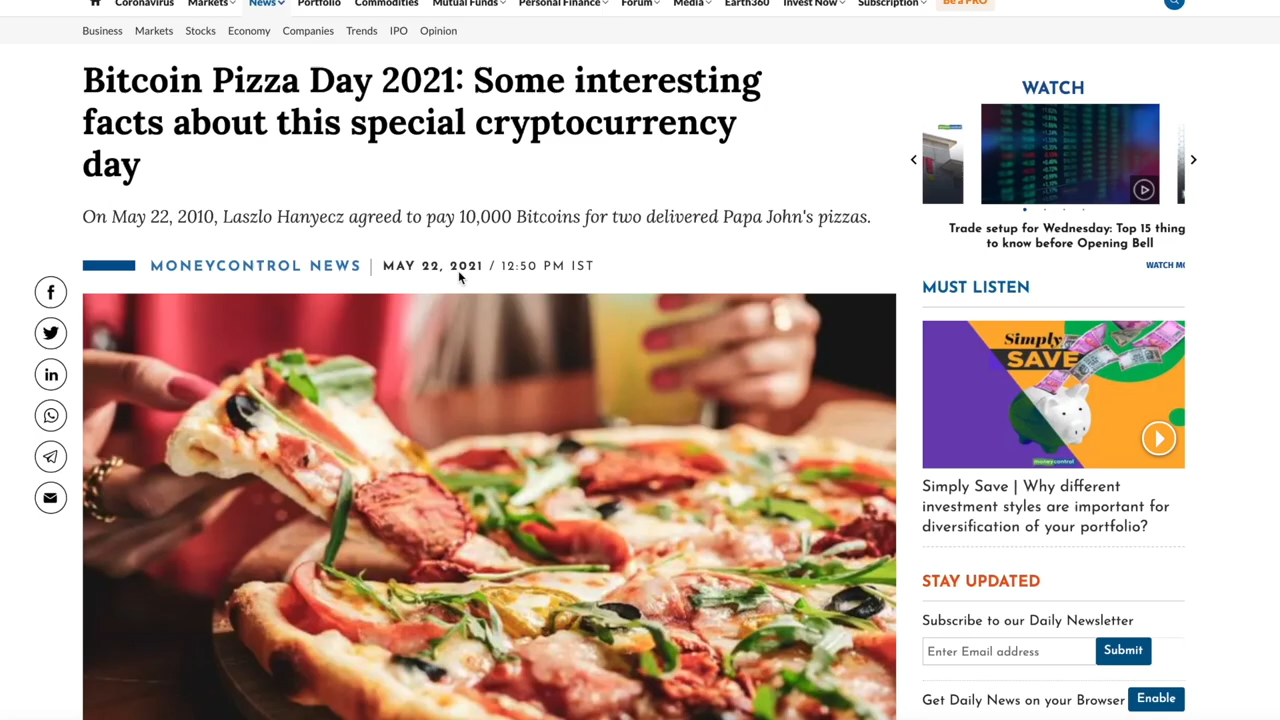 Coronavirus Markets News Portfolio Commodities Mutual Funds Personal Finance Forum Media Earth360 Invest Now Subscription Be a PRO
Business Markets Stocks Economy Companies Trends IPO Opinion
Bitcoin Pizza Day 2021: Some interesting
facts about this special cryptocurrency
day
On May 22, 2010, Laszlo Hanyecz agreed to pay 10,000 Bitcoins for two delivered Papa John's pizzas.
MONEYCONTROL NEWS | MAY 22, 2021 / 12:50 PM IST
WATCH
Trade setup for Wednesday: Top 15 thing
to know before Opening Bell
WATCH MO
MUST LISTEN
Simply
SAVE
moneycontrol
Simply Save | Why different
investment styles are important for
diversification of your portfolio?
STAY UPDATED
Subscribe to our Daily Newsletter
Enter Email address Submit
Get Daily News on your Browser Enable